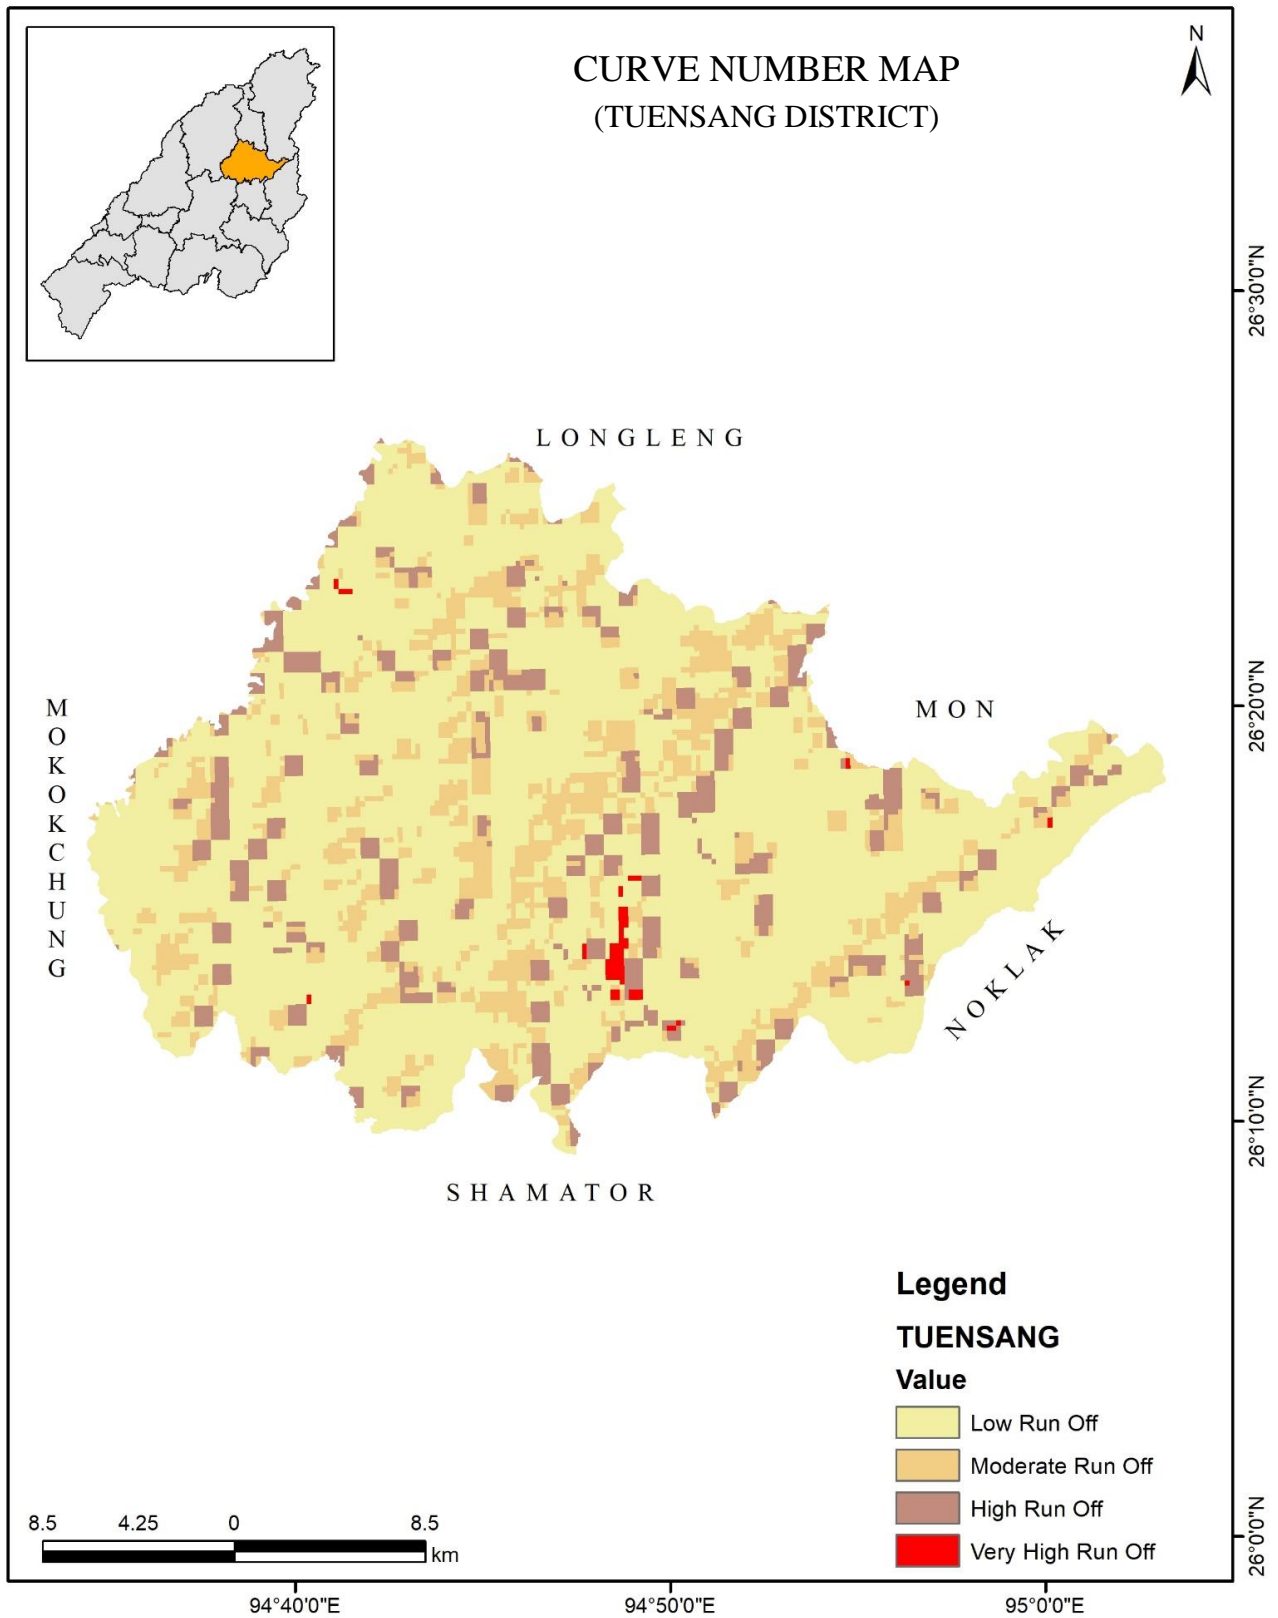 CURVE NUMBER MAP
(TUENSANG DISTRICT)
N
26°30'0"N
LONGLENG
MOKOKCHUNG
MON
26°20'0"N
NOKLAK
26°10'0"N
SHAMATOR
Legend
TUENSANG
Value
Low Run Off
Moderate Run Off
High Run Off
Very High Run Off
26°0'0"N
8.5 4.25 0 8.5
km
94°40'0"E 94°50'0"E 95°0'0"E